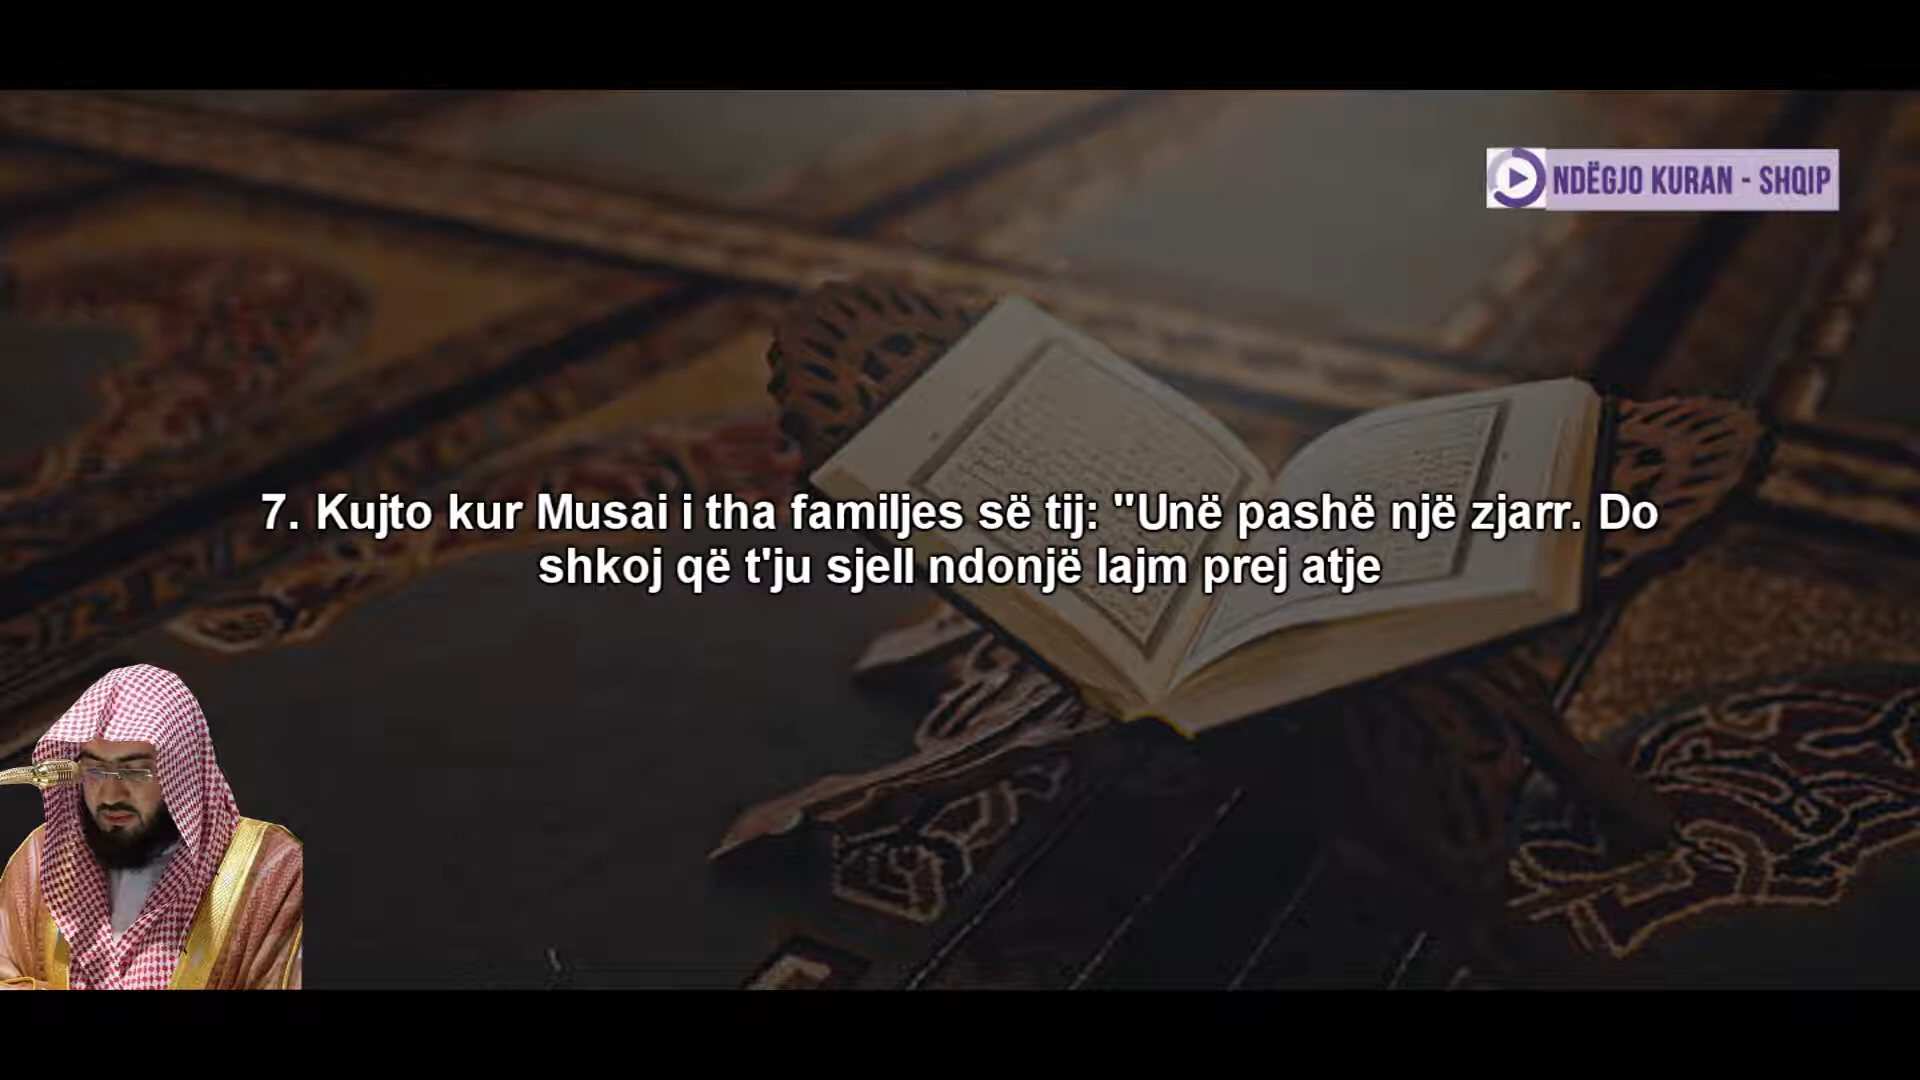 NDËGJO KURAN - SHQIP
7. Kujto kur Musai i tha familjes së tij: "Unë pashë një zjarr. Do
shkoj që t'ju sjell ndonjë lajm prej atje